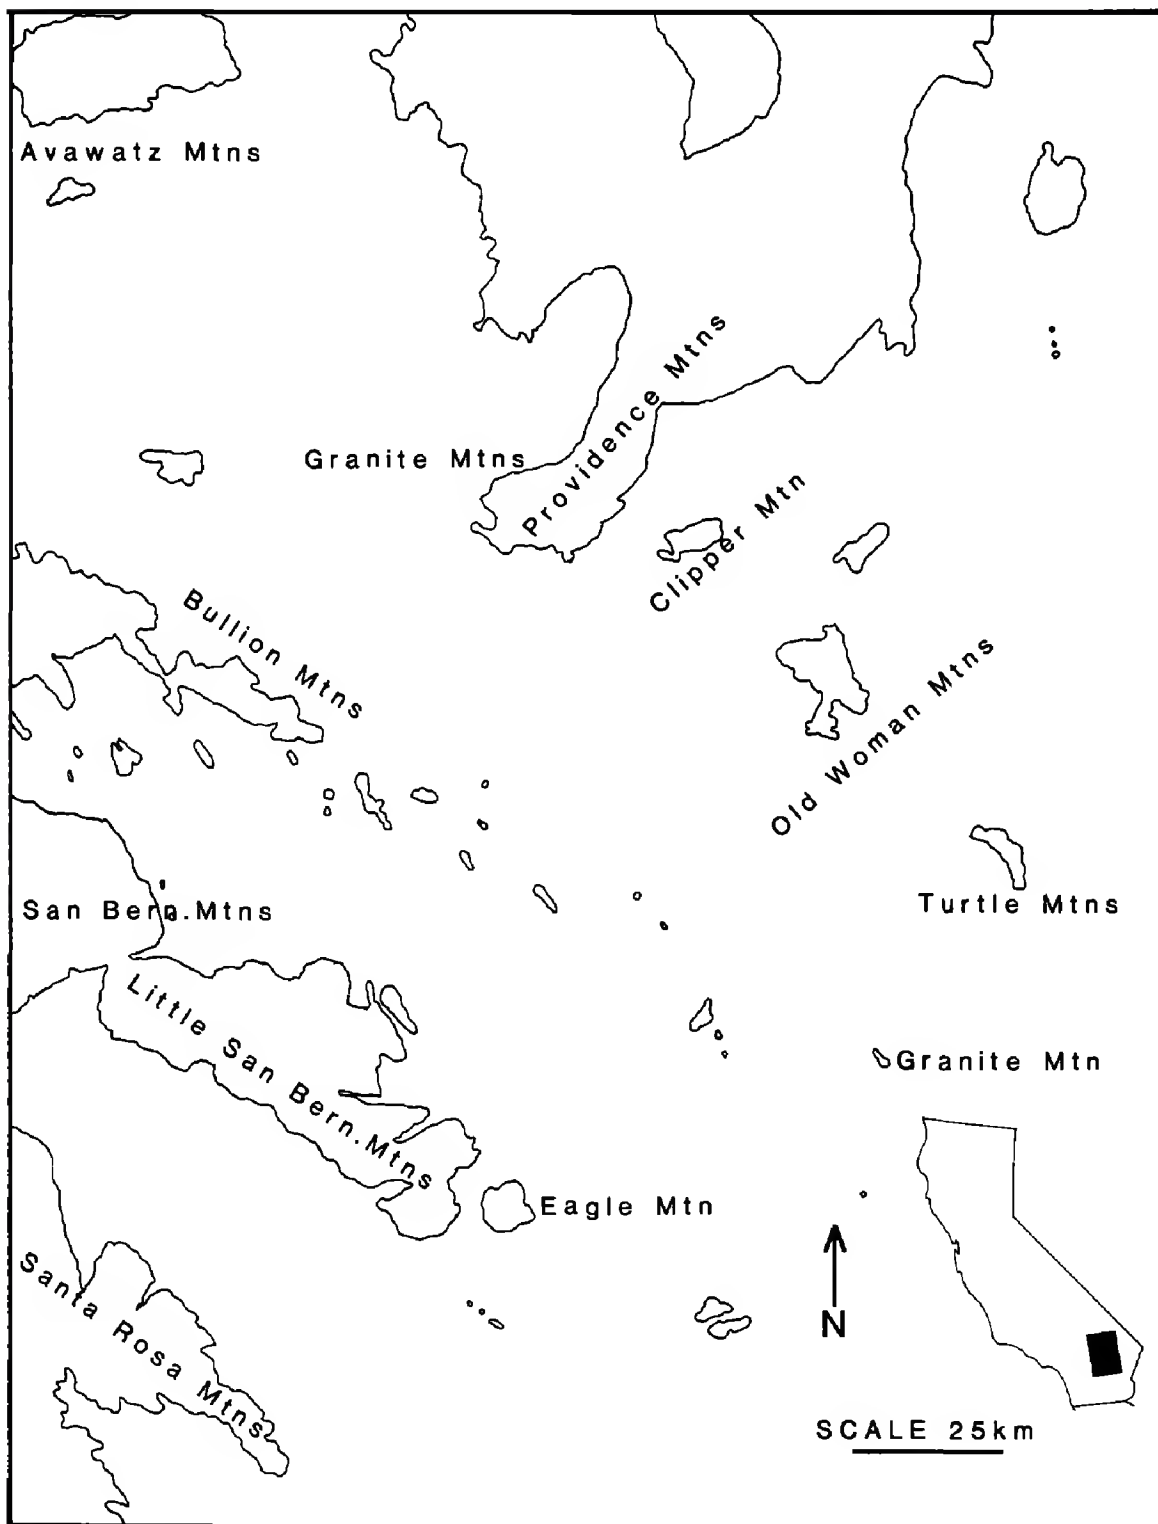 Avawatz Mtns
Providence Mtns
Granite Mtns
Clipper Mtn
Bullion Mtns
Old Woman Mtns
Turtle Mtns
San Bern.Mtns
Little San Bern.Mtns
Granite Mtn
Eagle Mtn
Santa Rosa Mtns
N
SCALE 25km